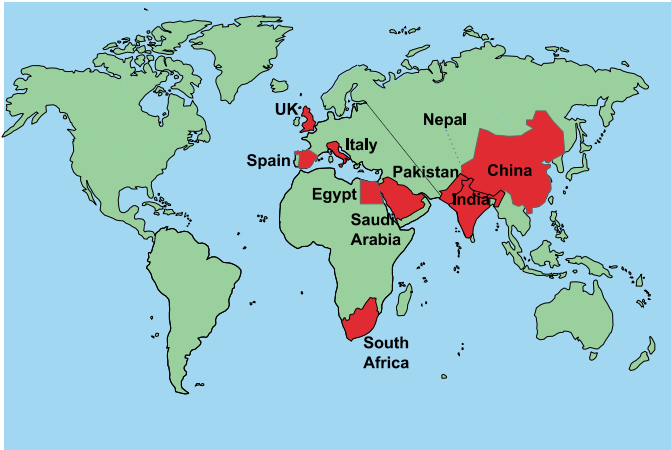 UK
Nepal
Italy
Spain
Pakistan
China
Egypt
India
Saudi
Arabia
South
Africa